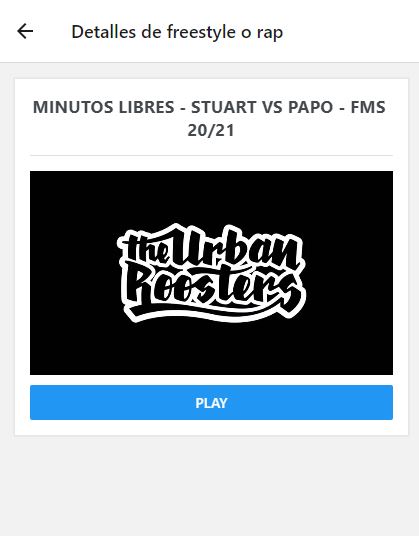 Detalles de freestyle o rap
MINUTOS LIBRES - STUART VS PAPO - FMS
20/21
the Urban
Roosters
PLAY